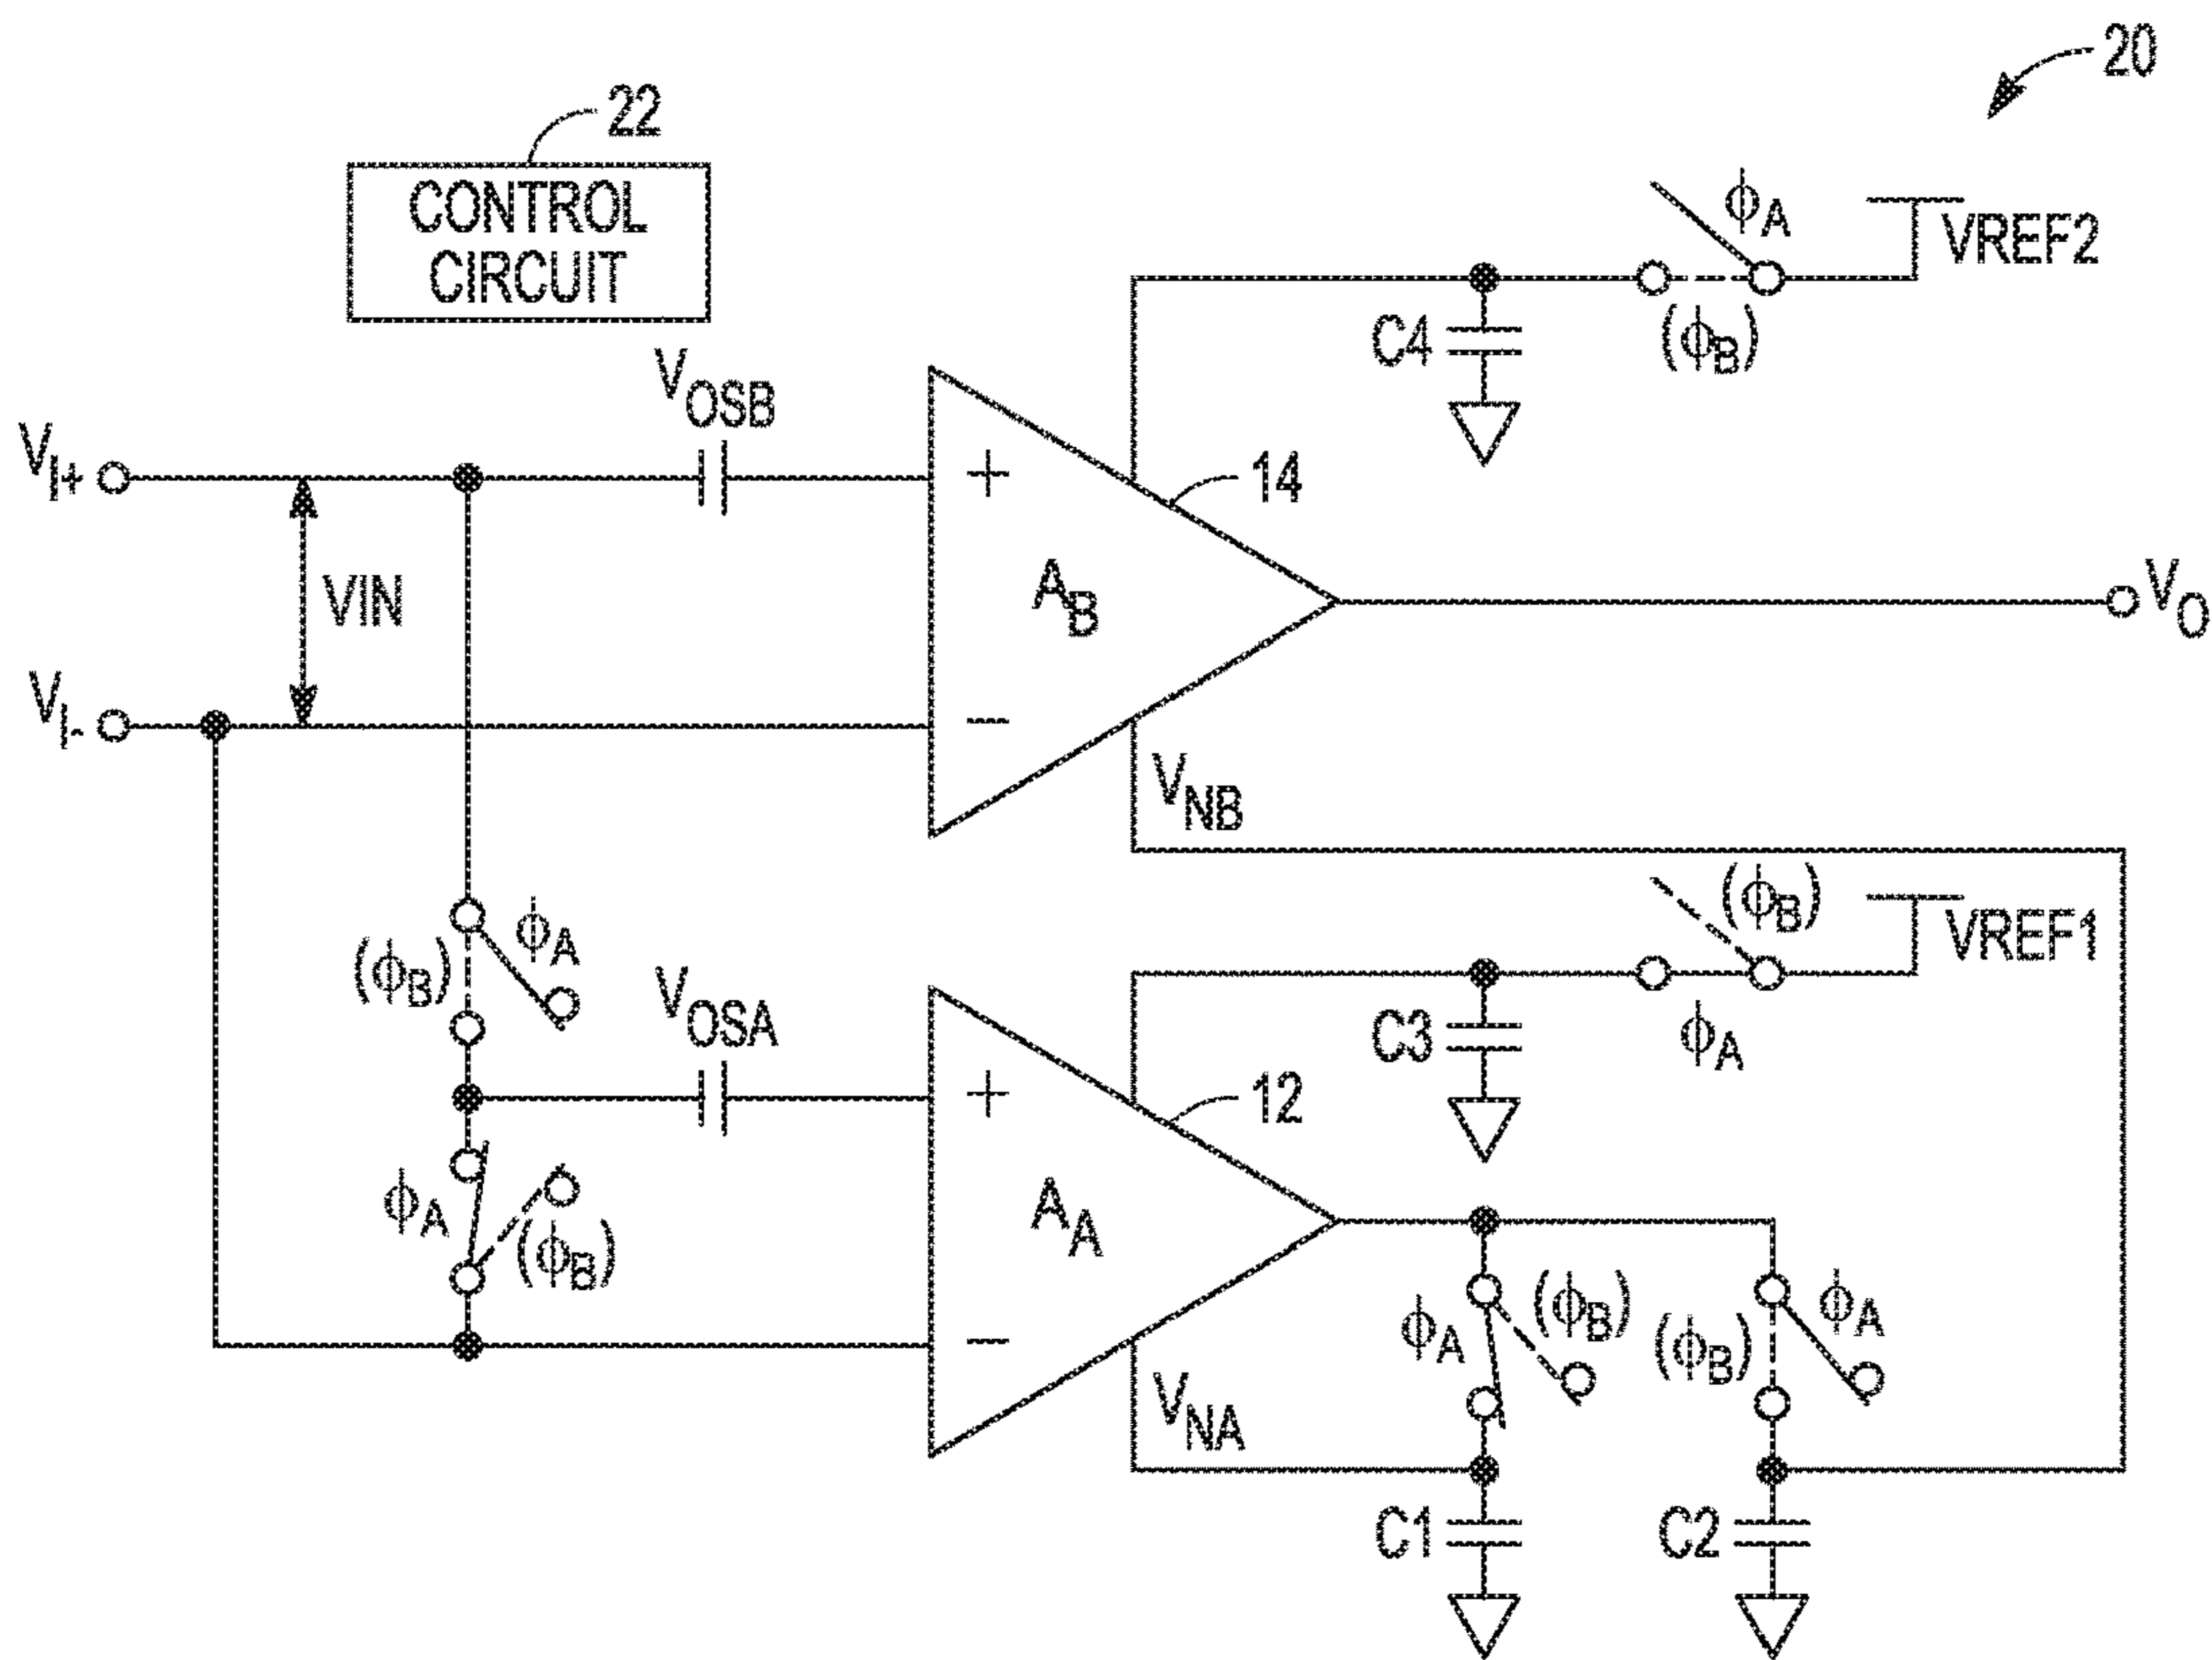 20
22
CONTROL
CIRCUIT
ϕA
VREF2
(ϕB)
C4
VOSB
VI+
14
+
AB
VIN
VO
VI-
−
VNB
(ϕB)
VREF1
ϕA
(ϕB)
VOSA
C3
ϕA
12
+
ϕA
(ϕB)
AA
ϕA
(ϕB)
(ϕB)
ϕA
−
VNA
C1
C2